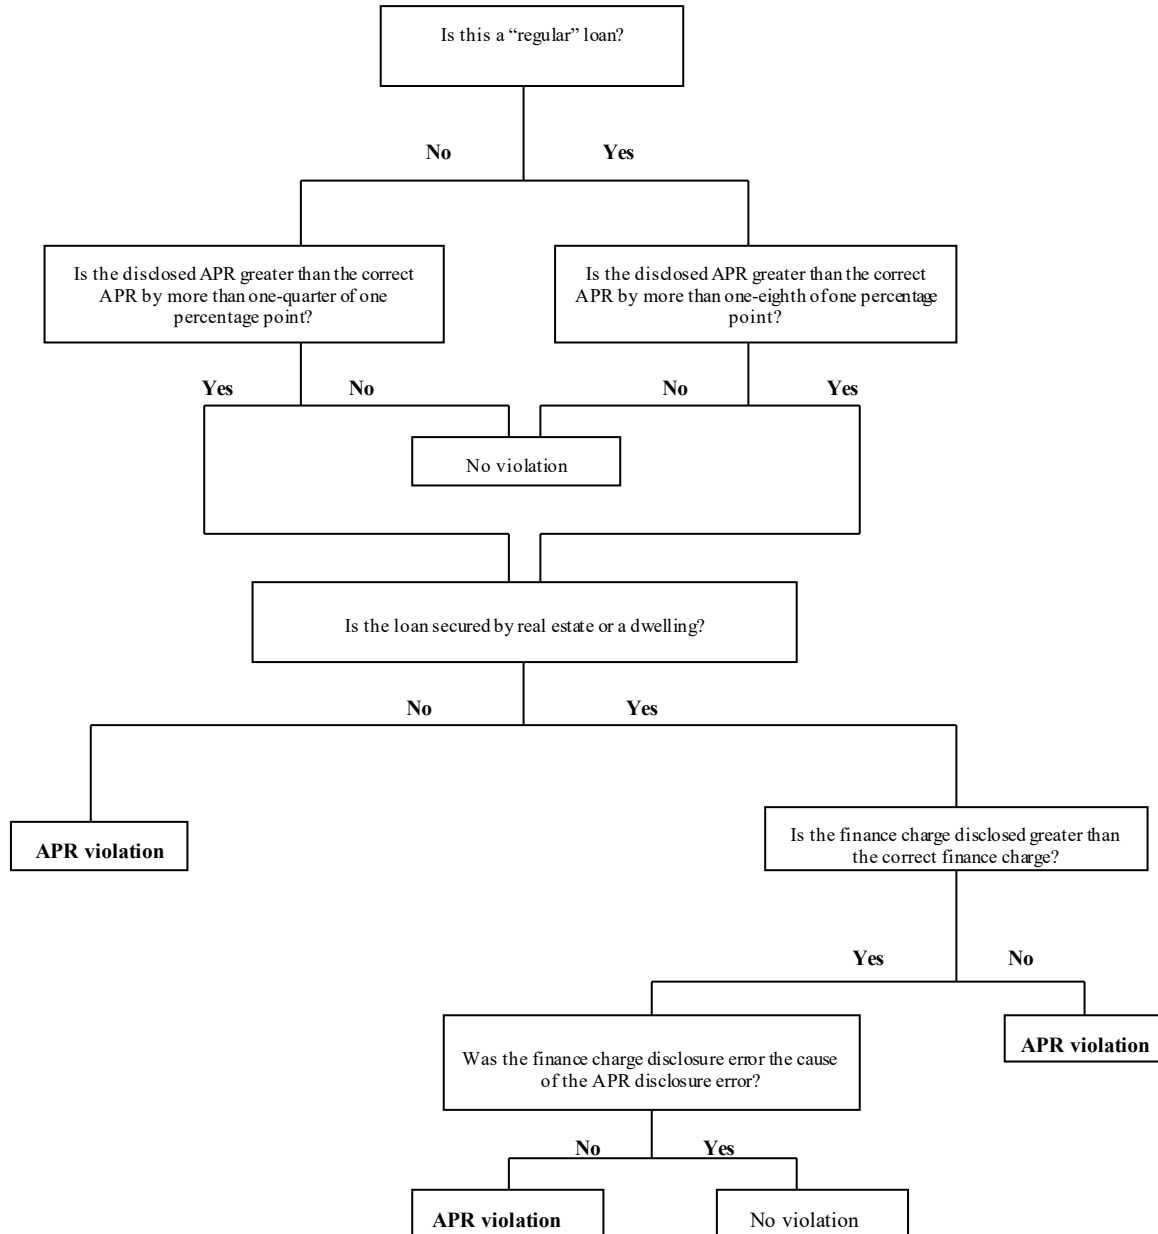 Is this a “regular” loan?
No
Yes
Is the disclosed APR greater than the correct
APR by more than one-quarter of one
percentage point?
Is the disclosed APR greater than the correct
APR by more than one-eighth of one percentage
point?
Yes
No
No
Yes
No violation
Is the loan secured by real estate or a dwelling?
No
Yes
APR violation
Is the finance charge disclosed greater than
the correct finance charge?
Yes
No
Was the finance charge disclosure error the cause
of the APR disclosure error?
APR violation
No
Yes
APR violation
No violation